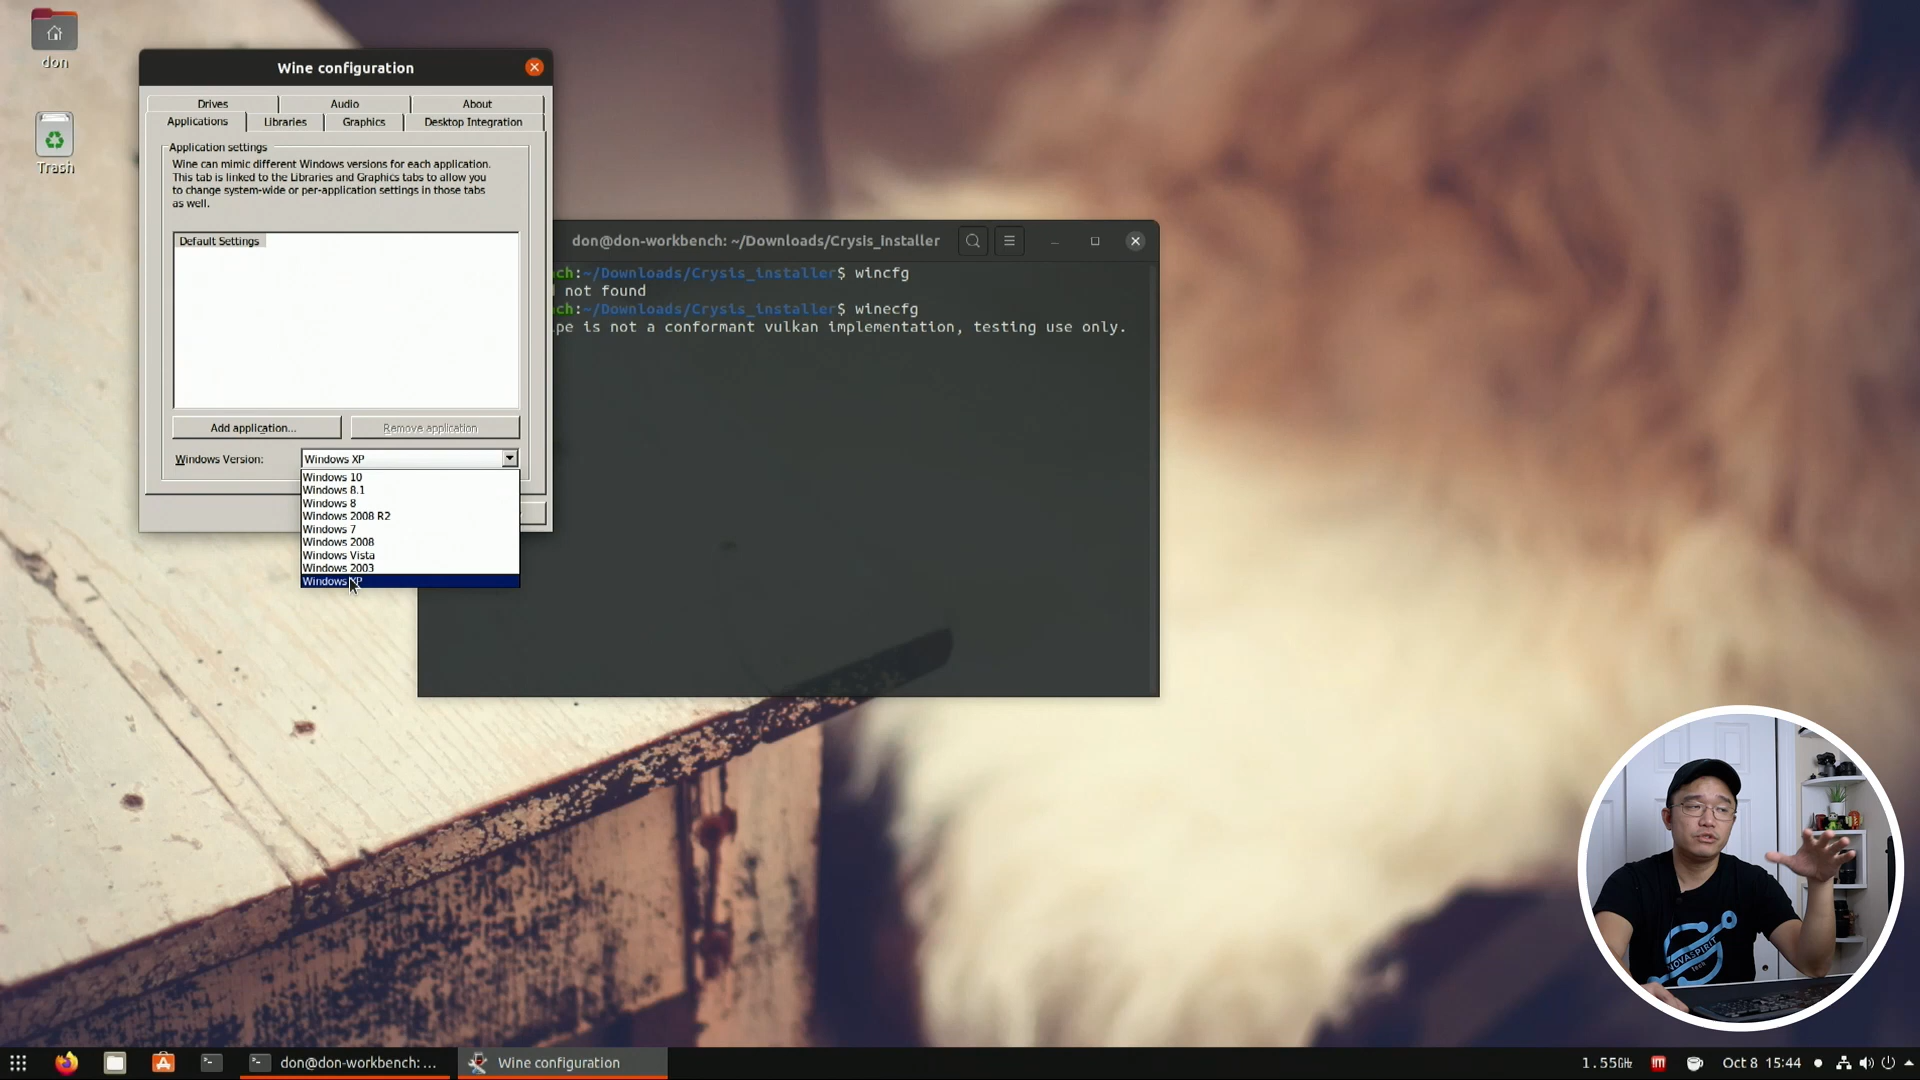 don
Trash
Wine configuration
Drives
Audio
About
Applications
Libraries
Graphics
Desktop Integration
Application settings
Wine can mimic different Windows versions for each application.
This tab is linked to the Libraries and Graphics tabs to allow you
to change system-wide or per-application settings in those tabs
as well.
Default Settings
Add application...
Remove application
Windows Version:
Windows XP
Windows 10
Windows 8.1
Windows 8
Windows 2008 R2
Windows 7
Windows 2008
Windows Vista
Windows 2003
Windows XP
don@don-workbench: ~/Downloads/Crysis_installer
ch:~/Downloads/Crysis_installer$ wincfg
not found
ch:~/Downloads/Crysis_installer$ winecfg
pe is not a conformant vulkan implementation, testing use only.
NOVASPIRIT
tech
don@don-workbench: ...
Wine configuration
1.55GHz
m
Oct 8 15:44